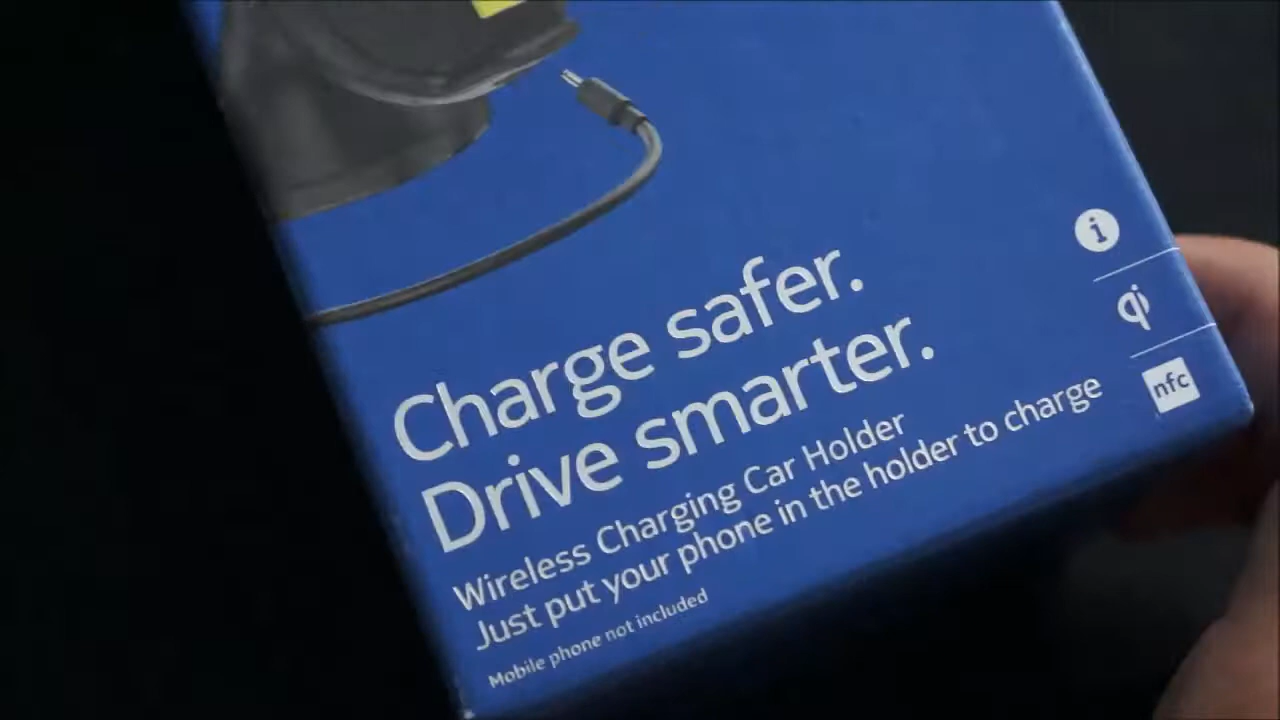 Charge safer.
Drive smarter.
Wireless Charging Car Holder
Just put your phone in the holder to charge
Mobile phone not included
i
qi
nfc